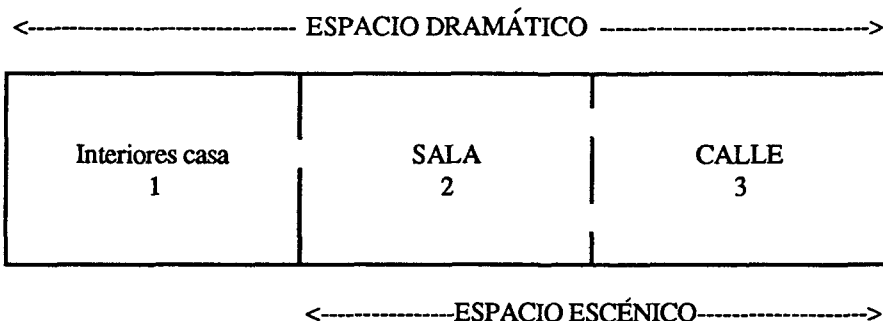 <---------------------- ESPACIO DRAMÁTICO ---------------------->
Interiores casa SALA CALLE
1 2 3
<----------------ESPACIO ESCÉNICO------------------->